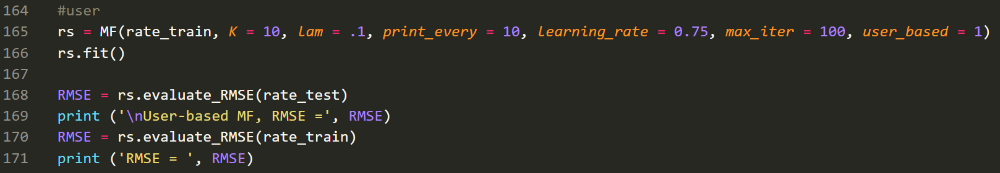 164 #user
165 rs = MF(rate_train, K = 10, lam = .1, print_every = 10, learning_rate = 0.75, max_iter = 100, user_based = 1)
166 rs.fit()
167
168 RMSE = rs.evaluate_RMSE(rate_test)
169 print ('\nUser-based MF, RMSE =', RMSE)
170 RMSE = rs.evaluate_RMSE(rate_train)
171 print ('RMSE = ', RMSE)